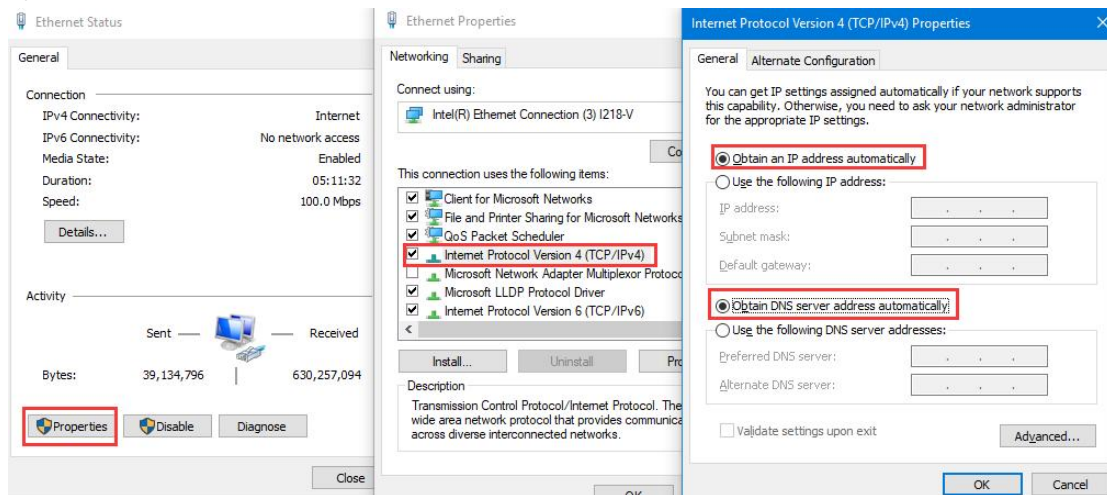 Ethernet Status
General
Connection
IPv4 Connectivity: Internet
IPv6 Connectivity: No network access
Media State: Enabled
Duration: 05:11:32
Speed: 100.0 Mbps
Details...
Activity
Sent — — Received
Bytes: 39,134,796 | 630,257,094
Properties Disable Diagnose
Close
Ethernet Properties
Networking Sharing
Connect using:
Intel(R) Ethernet Connection (3) I218-V
Co
This connection uses the following items:
Client for Microsoft Networks
File and Printer Sharing for Microsoft Networks
QoS Packet Scheduler
Internet Protocol Version 4 (TCP/IPv4)
Microsoft Network Adapter Multiplexor Protoco
Microsoft LLDP Protocol Driver
Internet Protocol Version 6 (TCP/IPv6)
Install... Uninstall Pro
Description
Transmission Control Protocol/Internet Protocol. The
wide area network protocol that provides communica
across diverse interconnected networks.
OK
Internet Protocol Version 4 (TCP/IPv4) Properties
General Alternate Configuration
You can get IP settings assigned automatically if your network supports
this capability. Otherwise, you need to ask your network administrator
for the appropriate IP settings.
Obtain an IP address automatically
Use the following IP address:
IP address: . . .
Subnet mask: . . .
Default gateway: . . .
Obtain DNS server address automatically
Use the following DNS server addresses:
Preferred DNS server: . . .
Alternate DNS server: . . .
Validate settings upon exit
Advanced...
OK Cancel